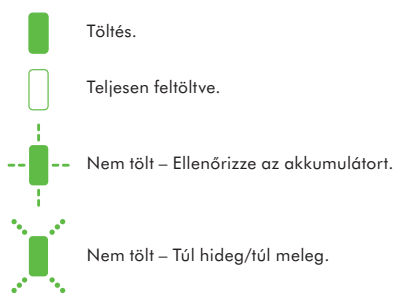 Töltés.
Teljesen feltöltve.
Nem tölt – Ellenőrizze az akkumulátort.
Nem tölt – Túl hideg/túl meleg.